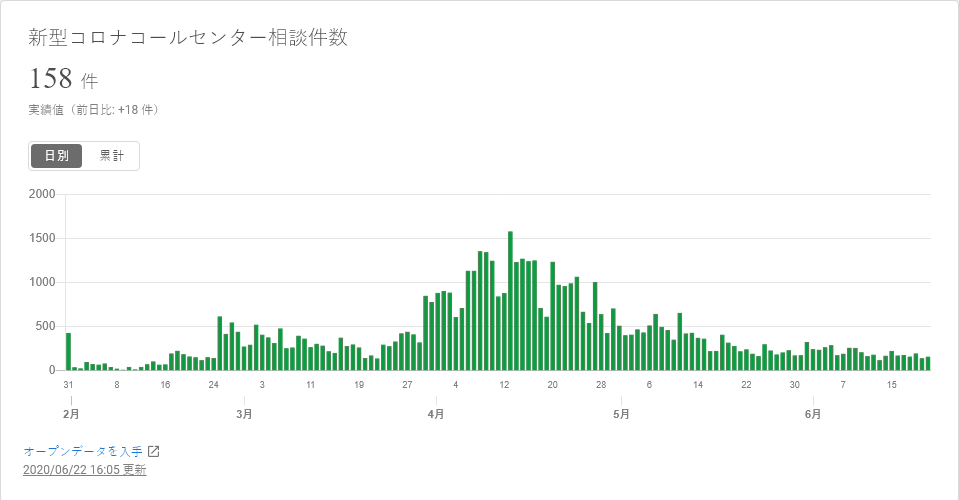 新型コロナコールセンター相談件数
158 件
実績値（前日比: +18 件）
日別 累計
2000
1500
1000
500
0
31 8 16 24 3 11 19 27 4 12 20 28 6 14 22 30 7 15
2月 3月 4月 5月 6月
オープンデータを入手
2020/06/22 16:05 更新